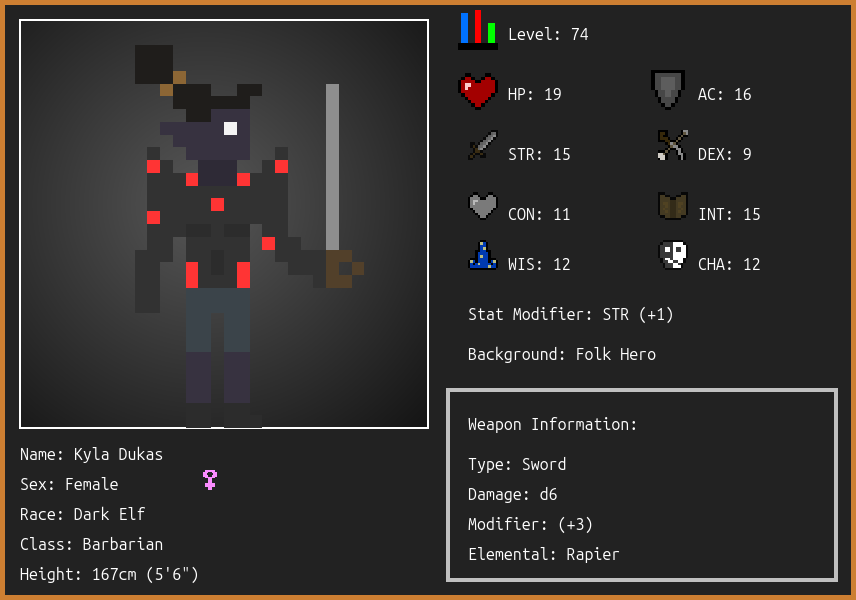 Level: 74
HP: 19
AC: 16
STR: 15
DEX: 9
CON: 11
INT: 15
WIS: 12
CHA: 12
Stat Modifier: STR (+1)
Background: Folk Hero
Weapon Information:
Type: Sword
Damage: d6
Modifier: (+3)
Elemental: Rapier
Name: Kyla Dukas
Sex: Female
Race: Dark Elf
Class: Barbarian
Height: 167cm (5'6")